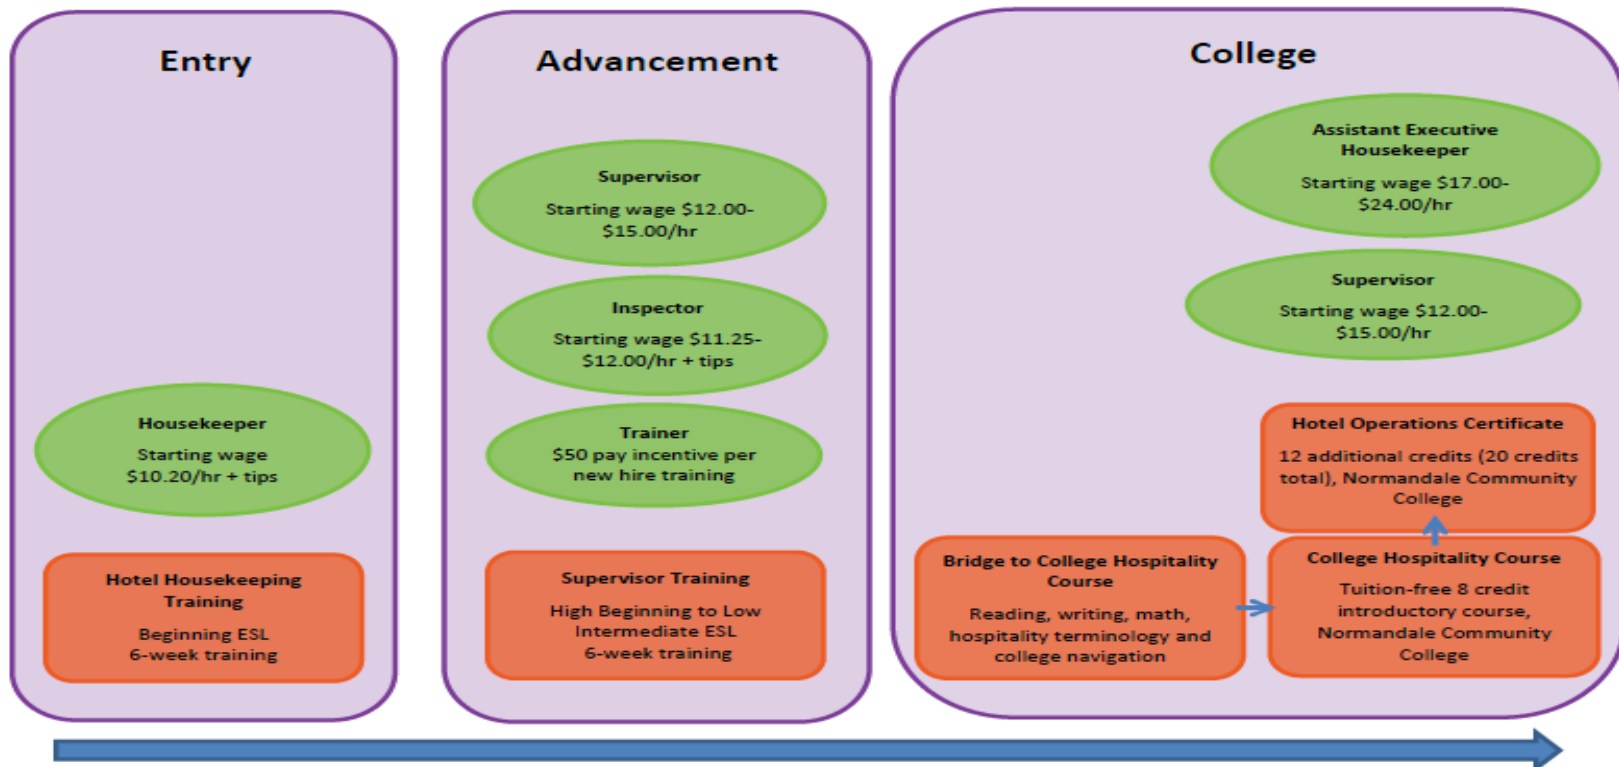 Entry
Housekeeper
Starting wage
$10.20/hr + tips
Hotel Housekeeping
Training
Beginning ESL
6-week training
Advancement
Supervisor
Starting wage $12.00-
$15.00/hr
Inspector
Starting wage $11.25-
$12.00/hr + tips
Trainer
$50 pay incentive per
new hire training
Supervisor Training
High Beginning to Low
Intermediate ESL
6-week training
College
Assistant Executive
Housekeeper
Starting wage $17.00-
$24.00/hr
Supervisor
Starting wage $12.00-
$15.00/hr
Hotel Operations Certificate
12 additional credits (20 credits
total), Normandale Community
College
Bridge to College Hospitality
Course
Reading, writing, math,
hospitality terminology and
college navigation
College Hospitality Course
Tuition-free 8 credit
introductory course,
Normandale Community
College